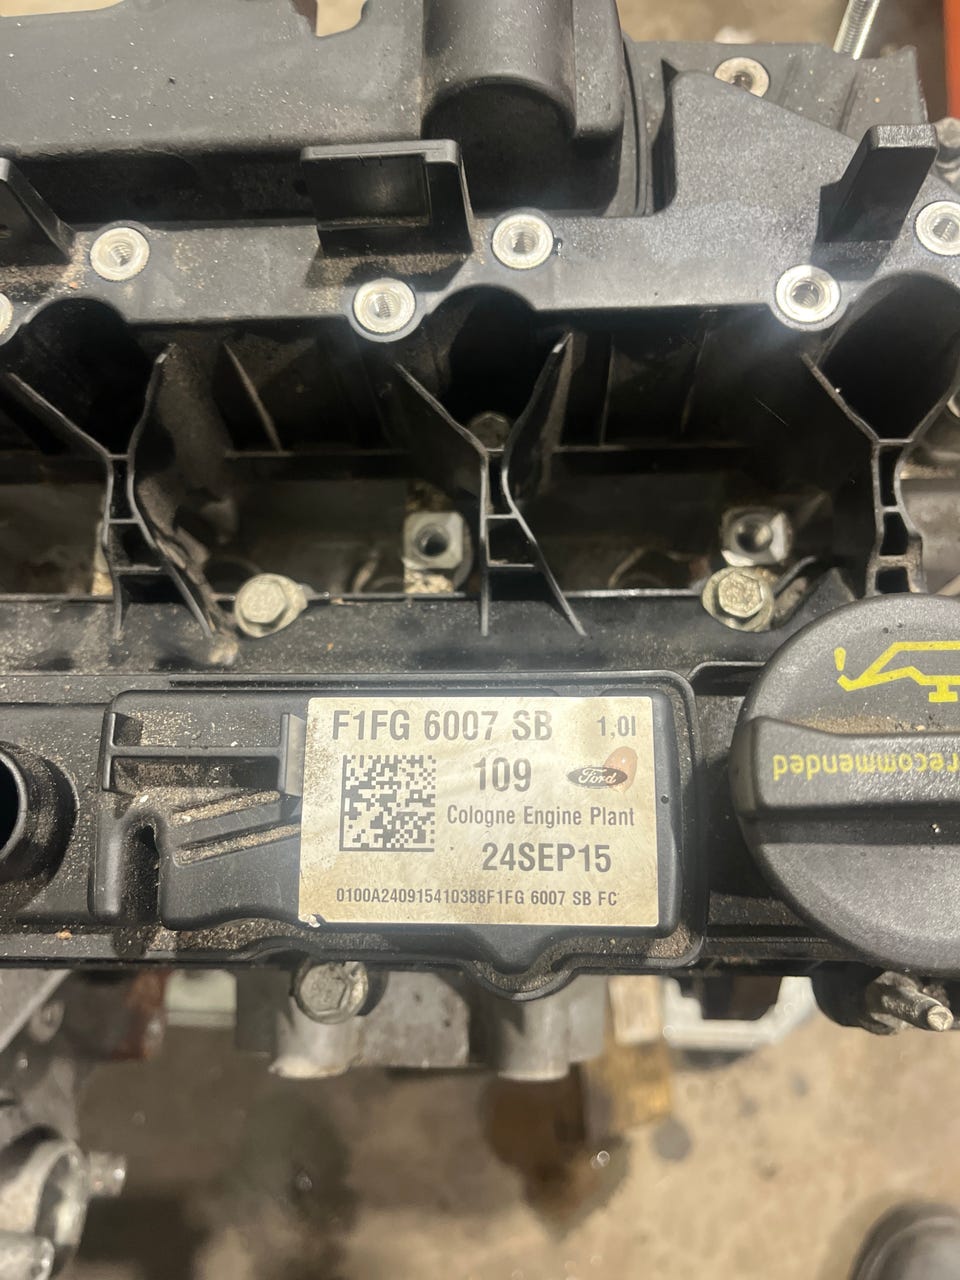 F1FG 6007 SB 1,0l
109 Ford
Cologne Engine Plant
24SEP15
0100A240915410388F1FG 6007 SB FC
recommended